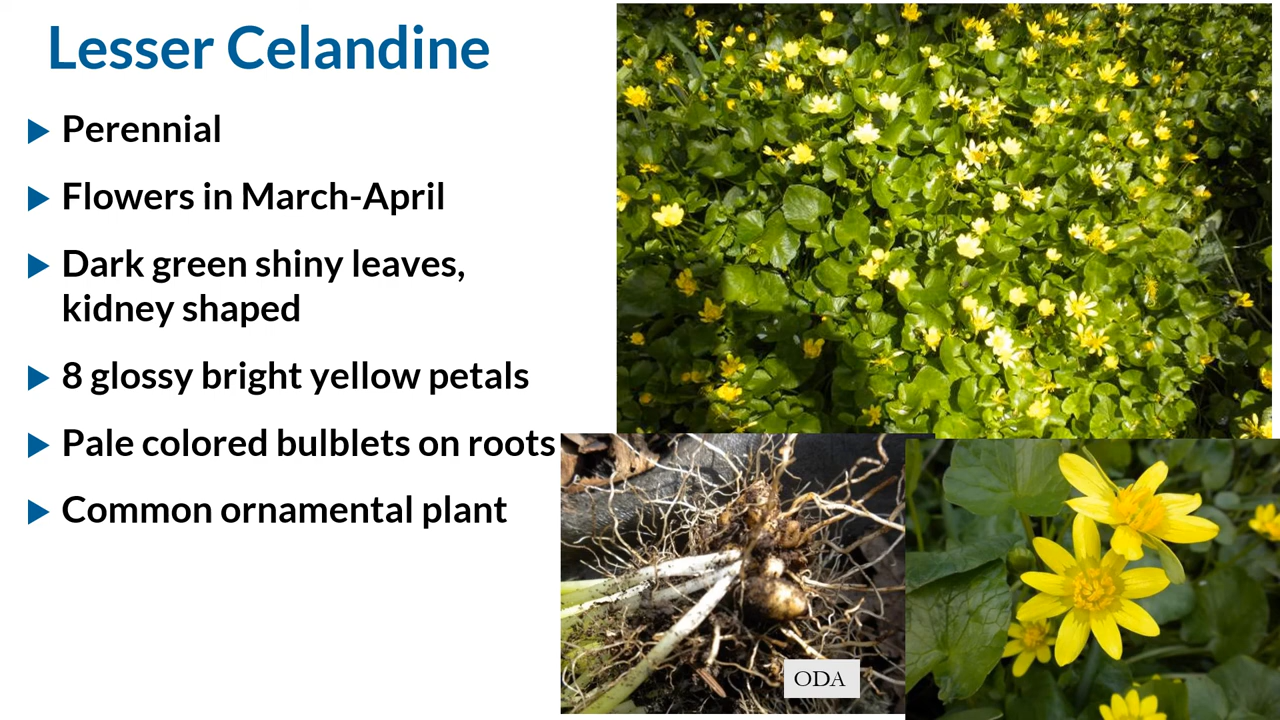 Lesser Celandine
Perennial
Flowers in March-April
Dark green shiny leaves,
kidney shaped
8 glossy bright yellow petals
Pale colored bulblets on roots
Common ornamental plant
ODA